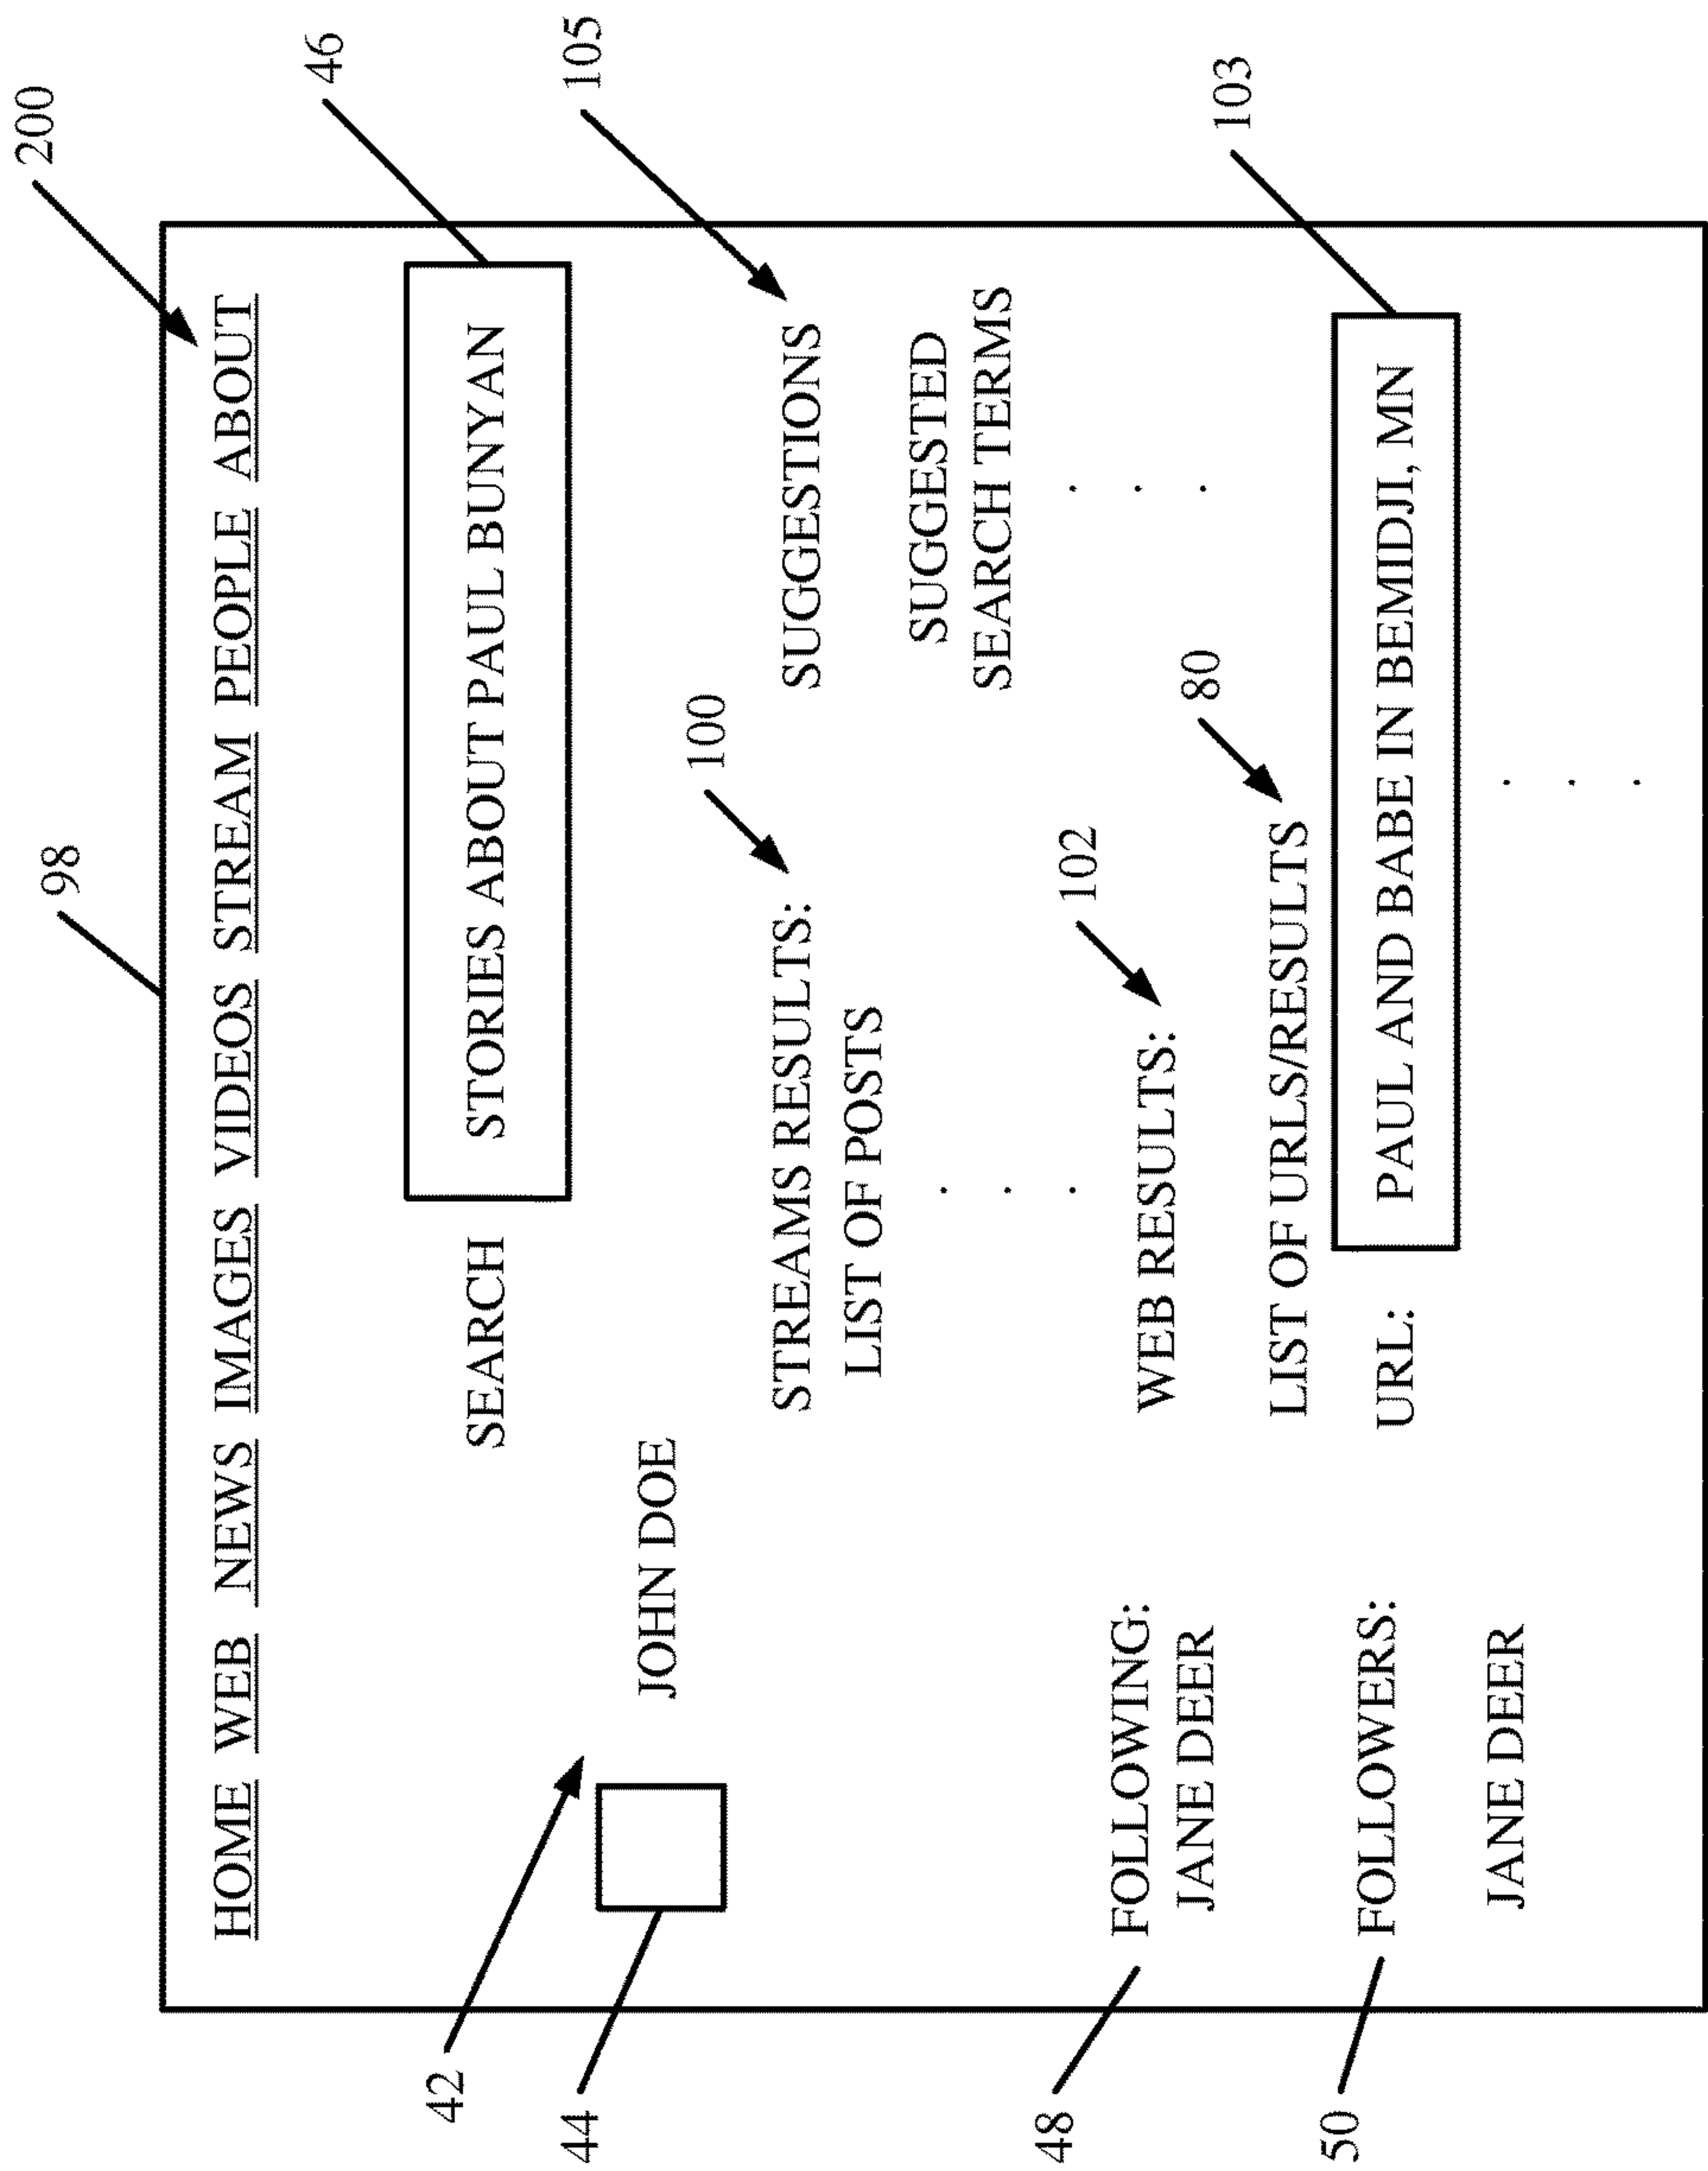 98
200
HOME WEB NEWS IMAGES VIDEOS STREAM PEOPLE ABOUT
46
SEARCH STORIES ABOUT PAUL BUNYAN
42
44
JOHN DOE
100
105
STREAMS RESULTS:
LIST OF POSTS
. . .
SUGGESTIONS
SUGGESTED
SEARCH TERMS
. . .
48
FOLLOWING:
JANE DEER
102
WEB RESULTS:
80
LIST OF URLS/RESULTS
103
50
FOLLOWERS:
JANE DEER
URL: PAUL AND BABE IN BEMIDJI, MN
. . .